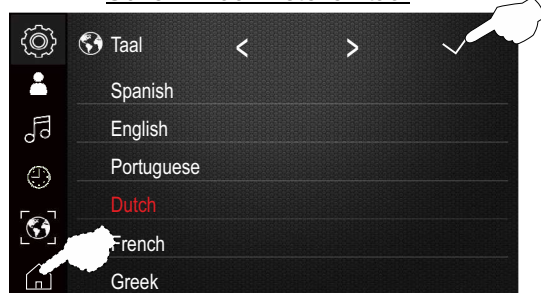 Taal < >
Spanish
English
Portuguese
Dutch
French
Greek